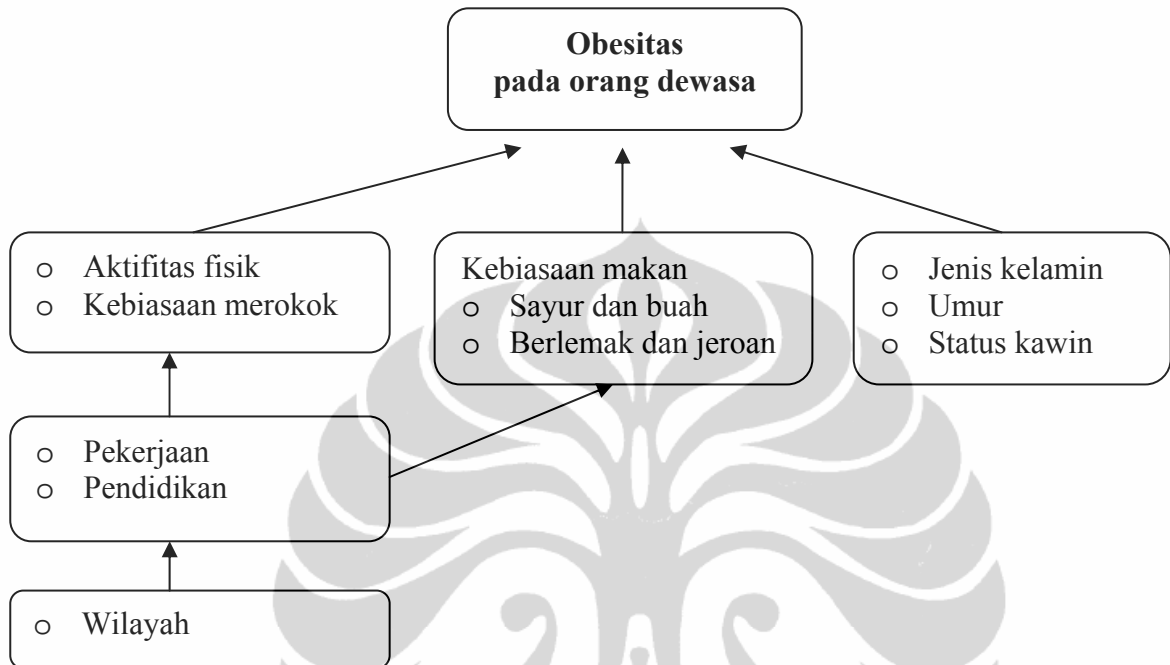 Obesitas
pada orang dewasa
o Aktifitas fisik
o Kebiasaan merokok
Kebiasaan makan
o Sayur dan buah
o Berlemak dan jeroan
o Jenis kelamin
o Umur
o Status kawin
o Pekerjaan
o Pendidikan
o Wilayah